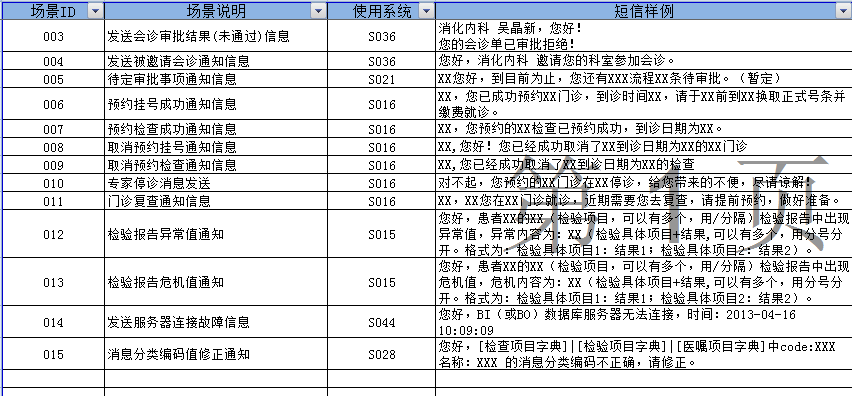 场景ID 场景说明 使用系统 短信样例
003 发送会诊审批结果(未通过)信息 S036 消化内科 吴晶新，您好！
您的会诊单已审批拒绝！
004 发送被邀请会诊通知信息 S036 您好，消化内科 邀请您的科室参加会诊。
005 待定审批事项通知信息 S021 XX您好，到目前为止，您还有XXX流程XX条待审批。（暂定）
006 预约挂号成功通知信息 S016 XX，您已成功预约XX门诊，到诊时间XX，请于XX前到XX换取正式号条并
缴费就诊。
007 预约检查成功通知信息 S016 XX，您预约的XX检查已预约成功，到诊日期为XX。
008 取消预约挂号通知信息 S016 XX,您好！您已经成功取消了XX到诊日期为XX的XX门诊
009 取消预约检查通知信息 S016 XX,您已经成功取消了XX到诊日期为XX的检查
010 专家停诊消息发送 S016 对不起，您预约的XX门诊在XX停诊，给您带来的不便，尽请谅解！
011 门诊复查通知信息 S016 XX，XX您在XX门诊就诊，近期需要您去复查，请提前预约，做好准备。
012 检验报告异常值通知 S015 您好，患者XX的XX（检验项目，可以有多个，用/分隔）检验报告中出现
异常值，异常内容为：XX（检验具体项目+结果,可以有多个，用分号分
开。格式为：检验具体项目1：结果1；检验具体项目2：结果2）。
013 检验报告危机值通知 S015 您好，患者XX的XX（检验项目，可以有多个，用/分隔）检验报告中出现
危机值，危机内容为：XX（检验具体项目+结果,可以有多个，用分号分
开。格式为：检验具体项目1：结果1；检验具体项目2：结果2）。
014 发送服务器连接故障信息 S044 您好，BI（或BO）数据库服务器无法连接，时间：2013-04-16
10:09:09
015 消息分类编码值修正通知 S028 您好，[检查项目字典]|[检验项目字典]|[医嘱项目字典]中code:XXX
名称：XXX 的消息分类编码不正确，请修正。
第 1 页